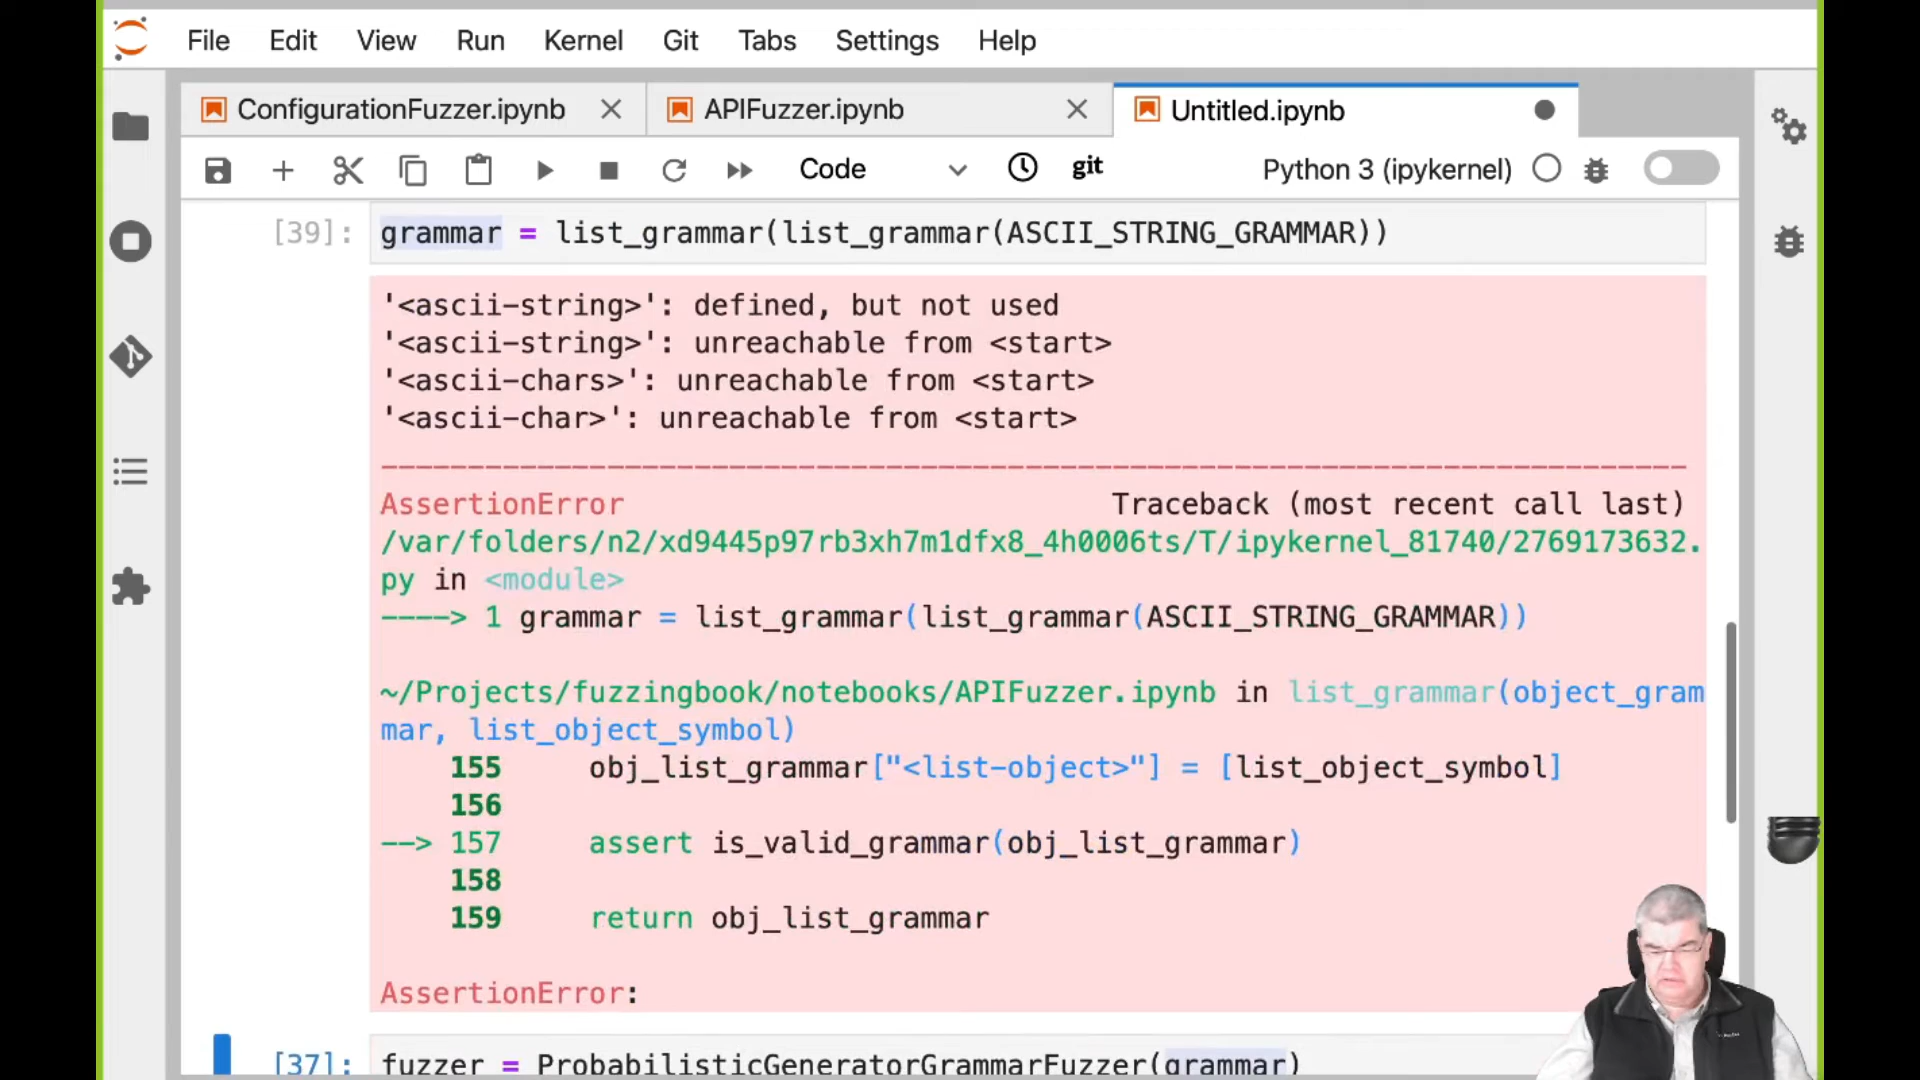 File Edit View Run Kernel Git Tabs Settings Help
ConfigurationFuzzer.ipynb APIFuzzer.ipynb Untitled.ipynb
Code git Python 3 (ipykernel)
[39]: grammar = list_grammar(list_grammar(ASCII_STRING_GRAMMAR))
'<ascii-string>': defined, but not used
'<ascii-string>': unreachable from <start>
'<ascii-chars>': unreachable from <start>
'<ascii-char>': unreachable from <start>
---------------------------------------------------------------------------
AssertionError Traceback (most recent call last)
/var/folders/n2/xd9445p97rb3xh7m1dfx8_4h0006ts/T/ipykernel_81740/2769173632.
py in <module>
----> 1 grammar = list_grammar(list_grammar(ASCII_STRING_GRAMMAR))
~/Projects/fuzzingbook/notebooks/APIFuzzer.ipynb in list_grammar(object_gram
mar, list_object_symbol)
155 obj_list_grammar["<list-object>"] = [list_object_symbol]
156
--> 157 assert is_valid_grammar(obj_list_grammar)
158
159 return obj_list_grammar
AssertionError:
[37]: fuzzer = ProbabilisticGeneratorGrammarFuzzer(grammar)